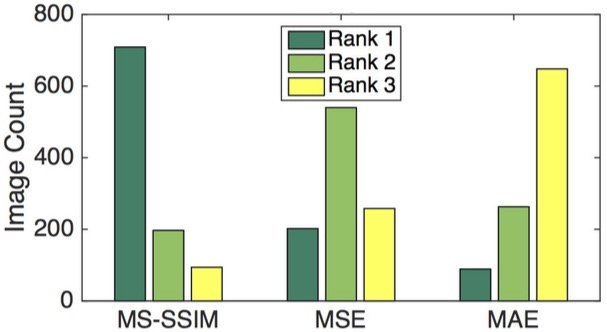 800
600
400
200
0
Image Count
Rank 1
Rank 2
Rank 3
MS-SSIM MSE MAE